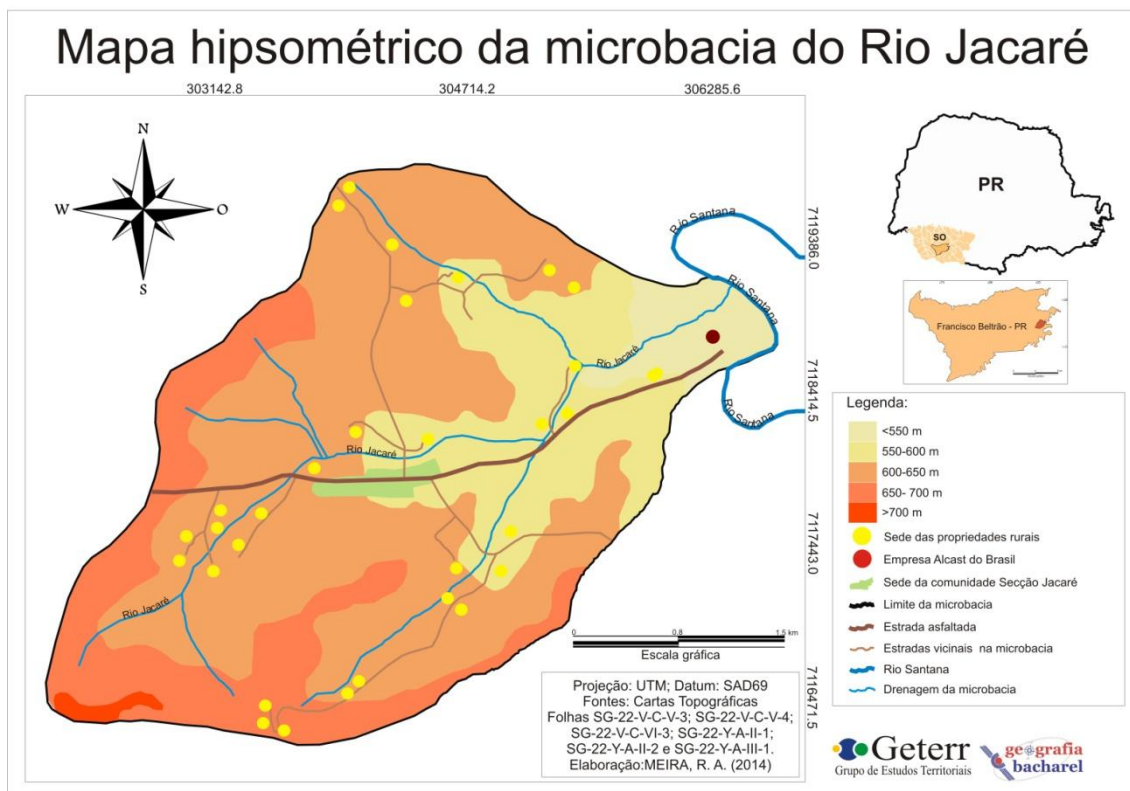 Mapa hipsométrico da microbacia do Rio Jacaré
303142.8 304714.2 306285.6
N
W O
S
Rio Santana
Rio Santana
Rio Santana
Rio Jacaré
Rio Jacaré
Rio Jacaré
7119386.0
7118414.5
7117443.0
7116471.5
PR
SO
Francisco Beltrão - PR
Legenda:
<550 m
550-600 m
600-650 m
650- 700 m
>700 m
Sede das propriedades rurais
Empresa Alcast do Brasil
Sede da comunidade Secção Jacaré
Limite da microbacia
Estrada asfaltada
Estradas vicinais na microbacia
Rio Santana
Drenagem da microbacia
0 0.8 1.5 km
Escala gráfica
Projeção: UTM; Datum: SAD69
Fontes: Cartas Topográficas
Folhas SG-22-V-C-V-3; SG-22-V-C-V-4;
SG-22-V-C-VI-3; SG-22-Y-A-II-1;
SG-22-Y-A-II-2 e SG-22-Y-A-III-1.
Elaboração:MEIRA, R. A. (2014)
Geterr
Grupo de Estudos Territoriais
geografia
bacharel